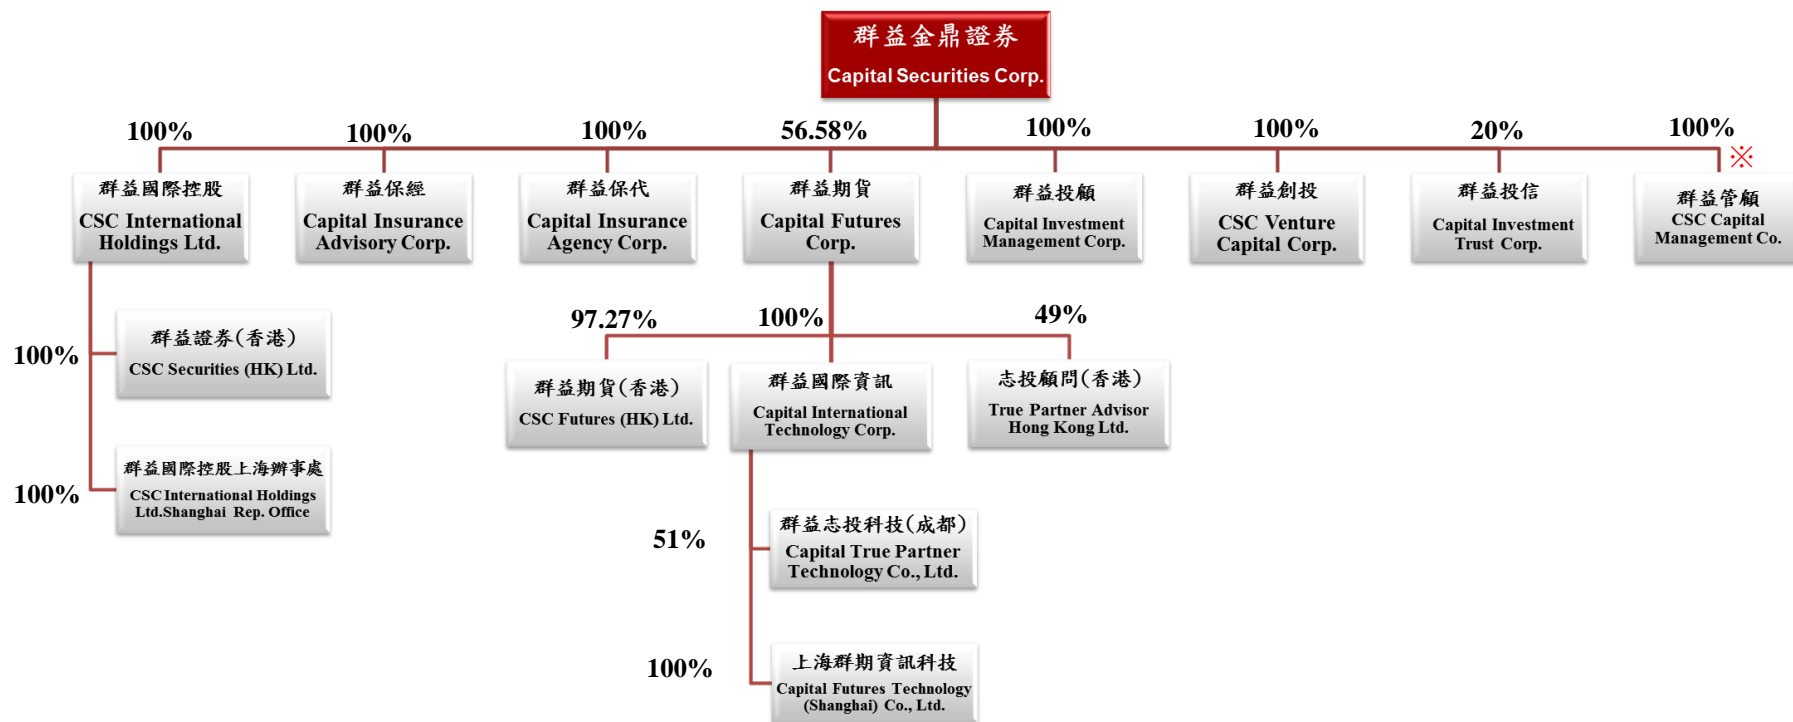 群益金鼎證券
Capital Securities Corp.
100%
100%
100%
56.58%
100%
100%
20%
100%
※
群益國際控股
CSC International
Holdings Ltd.
群益保經
Capital Insurance
Advisory Corp.
群益保代
Capital Insurance
Agency Corp.
群益期貨
Capital Futures
Corp.
群益投顧
Capital Investment
Management Corp.
群益創投
CSC Venture
Capital Corp.
群益投信
Capital Investment
Trust Corp.
群益管顧
CSC Capital
Management Co.
100%
群益證券(香港)
CSC Securities (HK) Ltd.
100%
群益國際控股上海辦事處
CSC International Holdings
Ltd.Shanghai Rep. Office
97.27%
100%
49%
群益期貨(香港)
CSC Futures (HK) Ltd.
群益國際資訊
Capital International
Technology Corp.
志投顧問(香港)
True Partner Advisor
Hong Kong Ltd.
51%
群益志投科技(成都)
Capital True Partner
Technology Co., Ltd.
100%
上海群期資訊科技
Capital Futures Technology
(Shanghai) Co., Ltd.